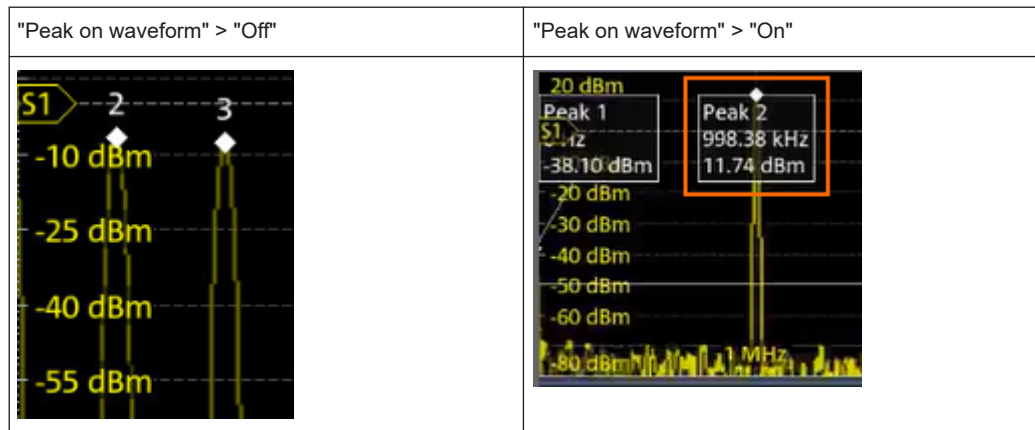 "Peak on waveform" > "Off"
"Peak on waveform" > "On"
S1
2
3
-10 dBm
-25 dBm
-40 dBm
-55 dBm
20 dBm
Peak 1
Peak 2
S1
Hz
998.38 kHz
-38.10 dBm
11.74 dBm
-20 dBm
-30 dBm
-40 dBm
-50 dBm
-60 dBm
1 MHz
-80 dBm